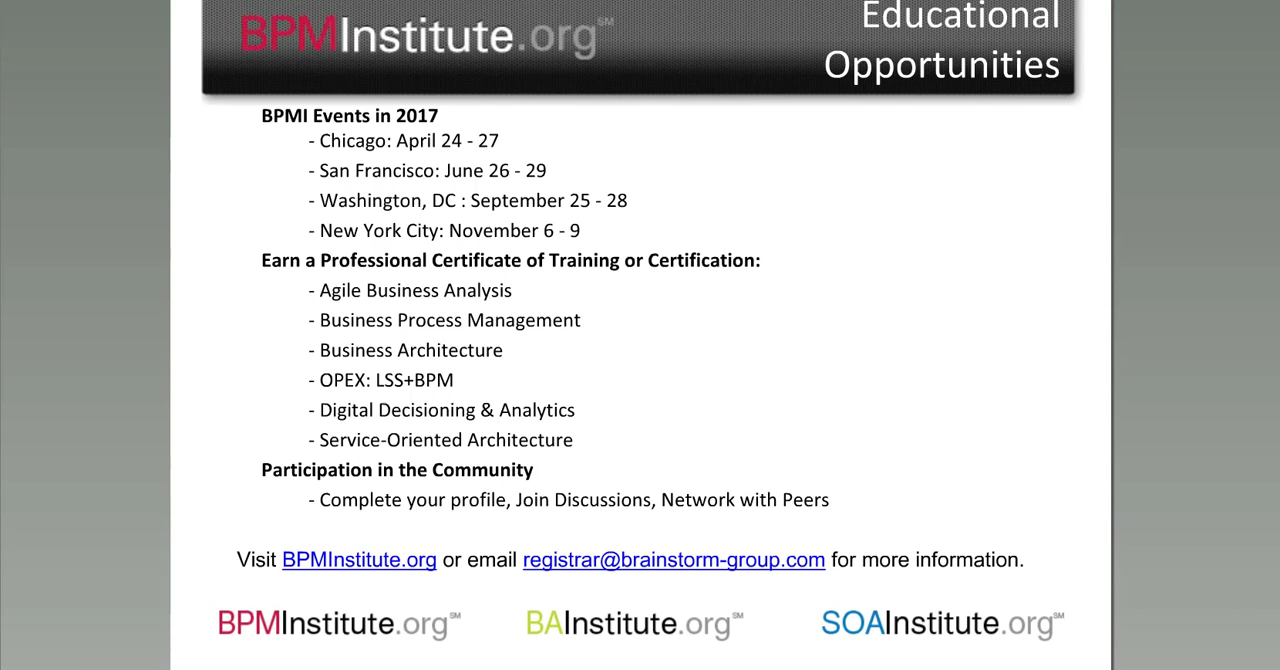 BPMInstitute.org℠
Educational
Opportunities
BPMI Events in 2017
- Chicago: April 24 - 27
- San Francisco: June 26 - 29
- Washington, DC : September 25 - 28
- New York City: November 6 - 9
Earn a Professional Certificate of Training or Certification:
- Agile Business Analysis
- Business Process Management
- Business Architecture
- OPEX: LSS+BPM
- Digital Decisioning & Analytics
- Service-Oriented Architecture
Participation in the Community
- Complete your profile, Join Discussions, Network with Peers
Visit BPMInstitute.org or email registrar@brainstorm-group.com for more information.
BPMInstitute.org℠ BAInstitute.org℠ SOAInstitute.org℠